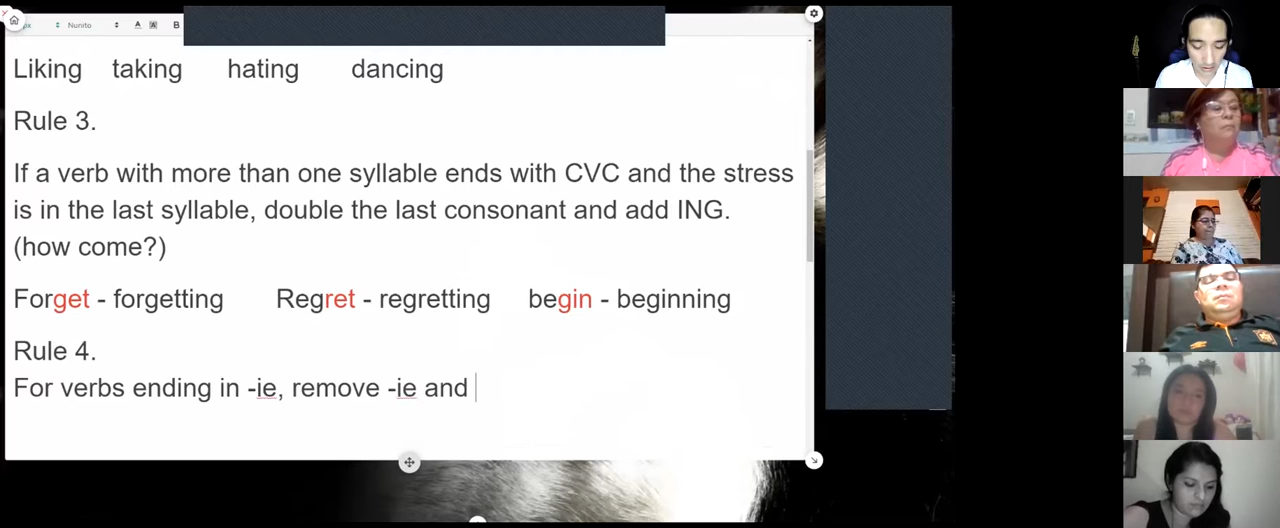 Nunito A A B
Liking taking hating dancing
Rule 3.
If a verb with more than one syllable ends with CVC and the stress
is in the last syllable, double the last consonant and add ING.
(how come?)
Forget - forgetting Regret - regretting begin - beginning
Rule 4.
For verbs ending in -ie, remove -ie and